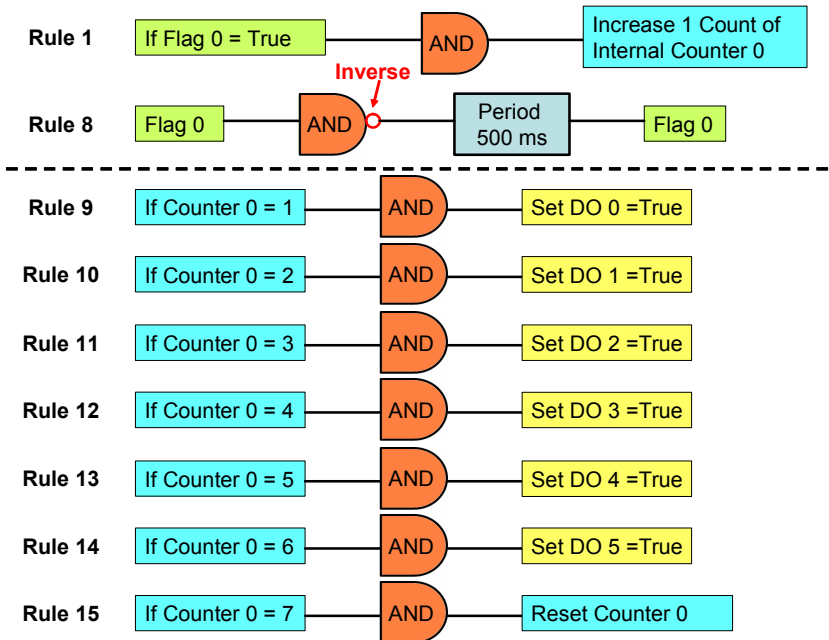 Rule 1
If Flag 0 = True
AND
Increase 1 Count of
Internal Counter 0
Inverse
Rule 8
Flag 0
AND
Period
500 ms
Flag 0
Rule 9
If Counter 0 = 1
AND
Set DO 0 =True
Rule 10
If Counter 0 = 2
AND
Set DO 1 =True
Rule 11
If Counter 0 = 3
AND
Set DO 2 =True
Rule 12
If Counter 0 = 4
AND
Set DO 3 =True
Rule 13
If Counter 0 = 5
AND
Set DO 4 =True
Rule 14
If Counter 0 = 6
AND
Set DO 5 =True
Rule 15
If Counter 0 = 7
AND
Reset Counter 0